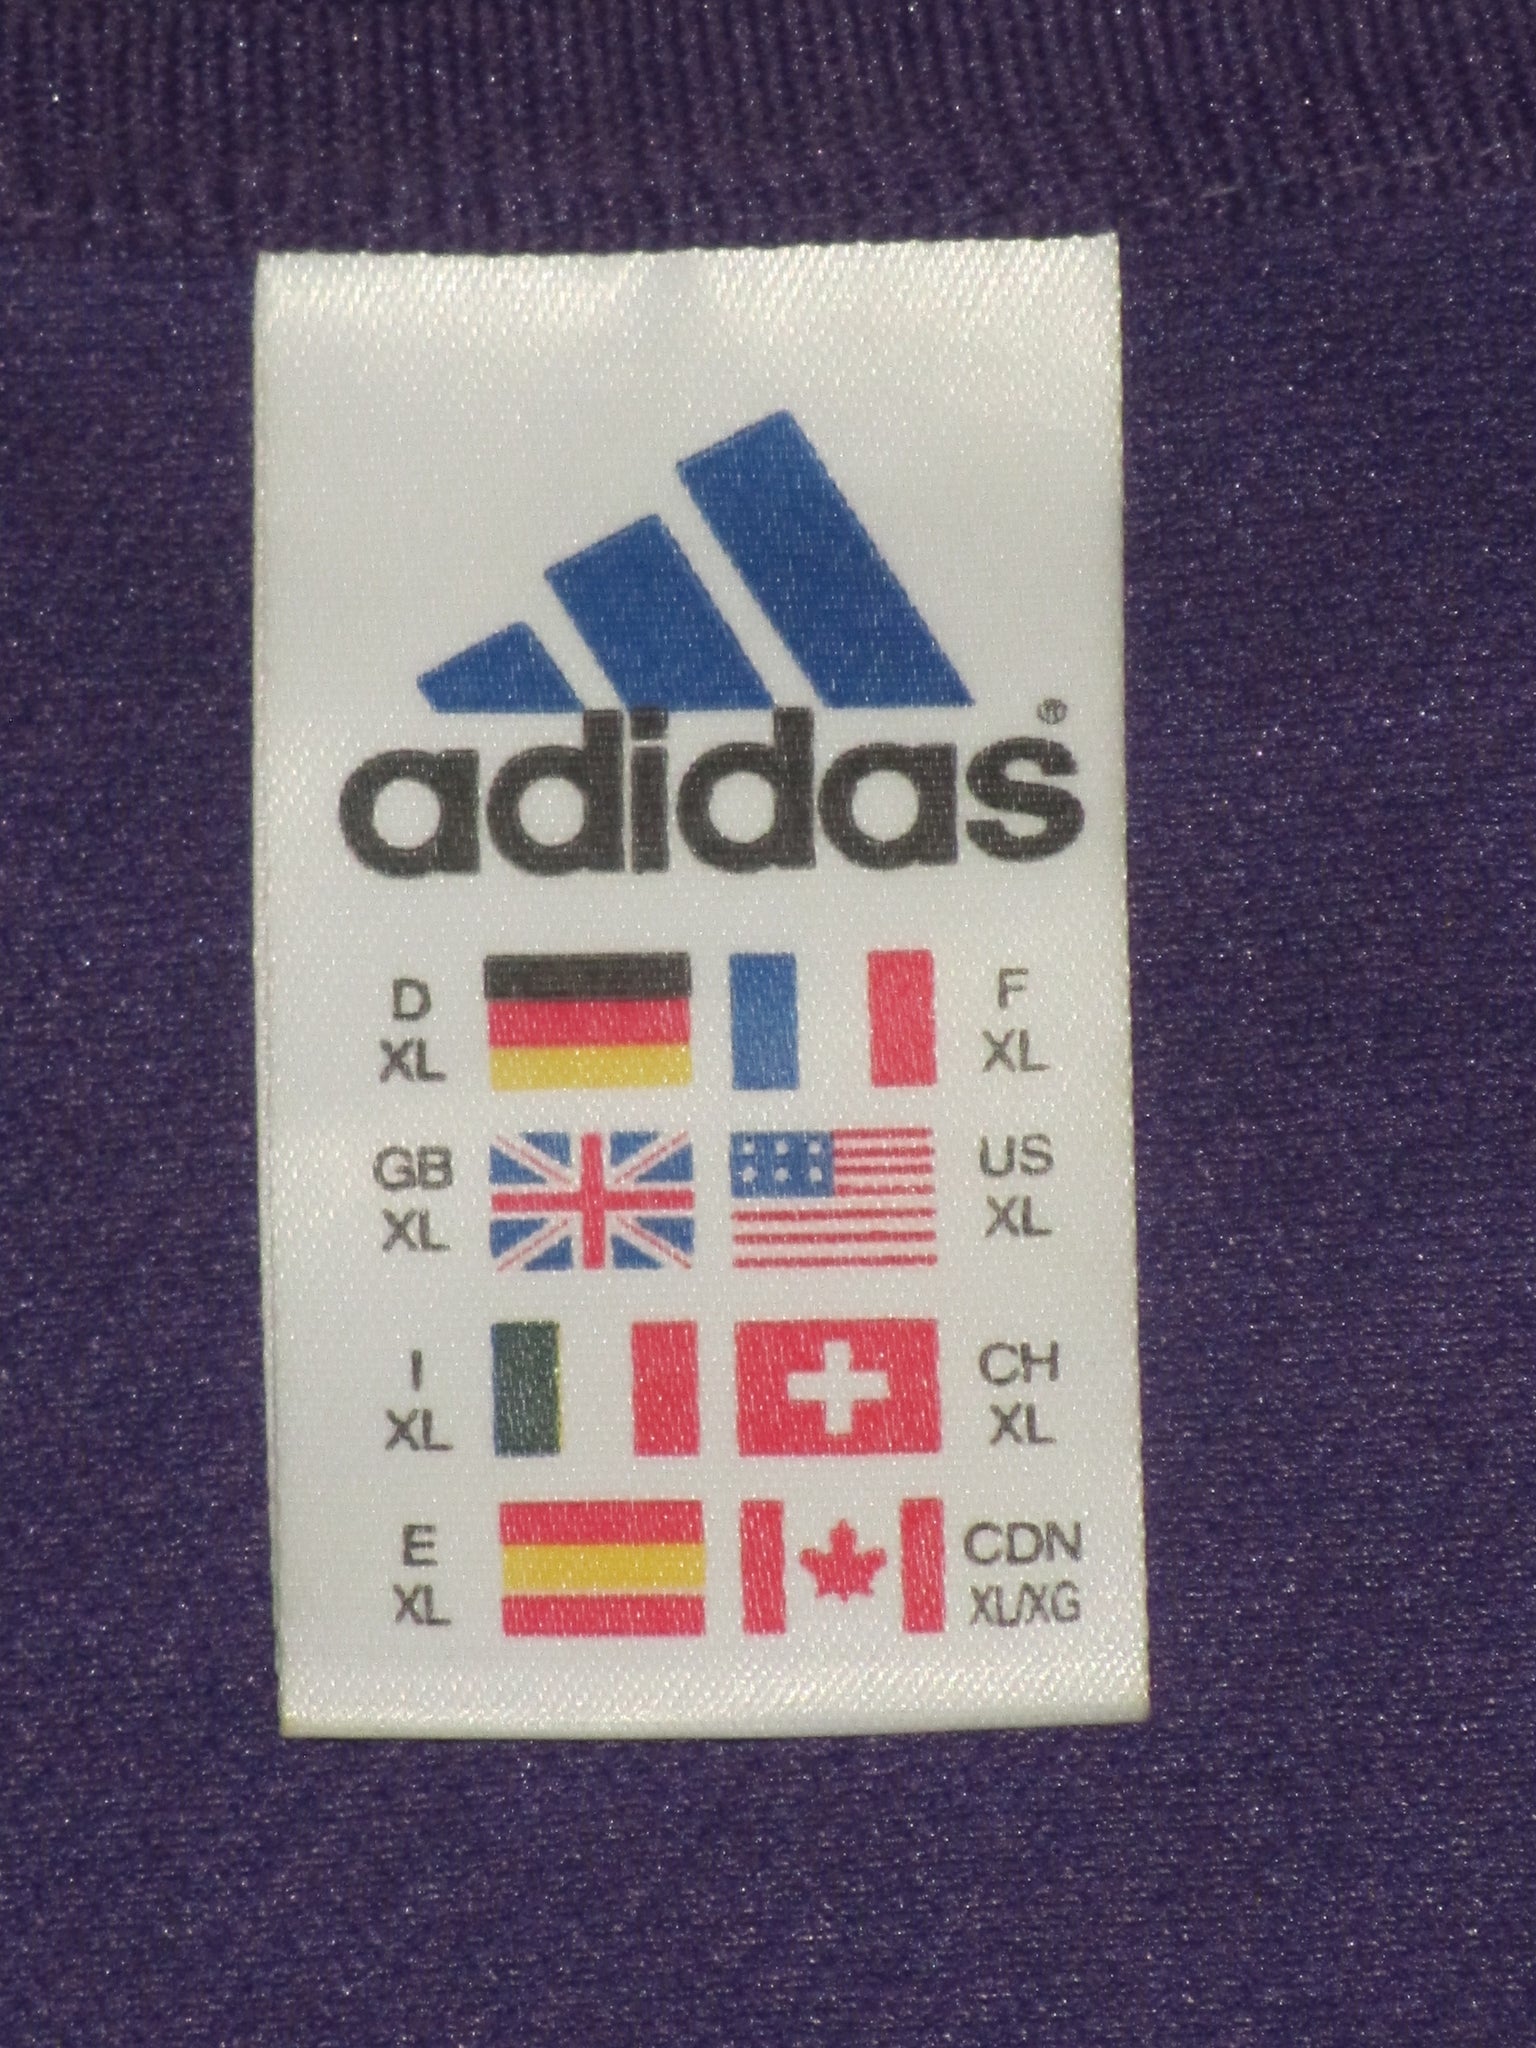 adidas®
D F
XL XL
GB US
XL XL
I CH
XL XL
E CDN
XL XL/XG